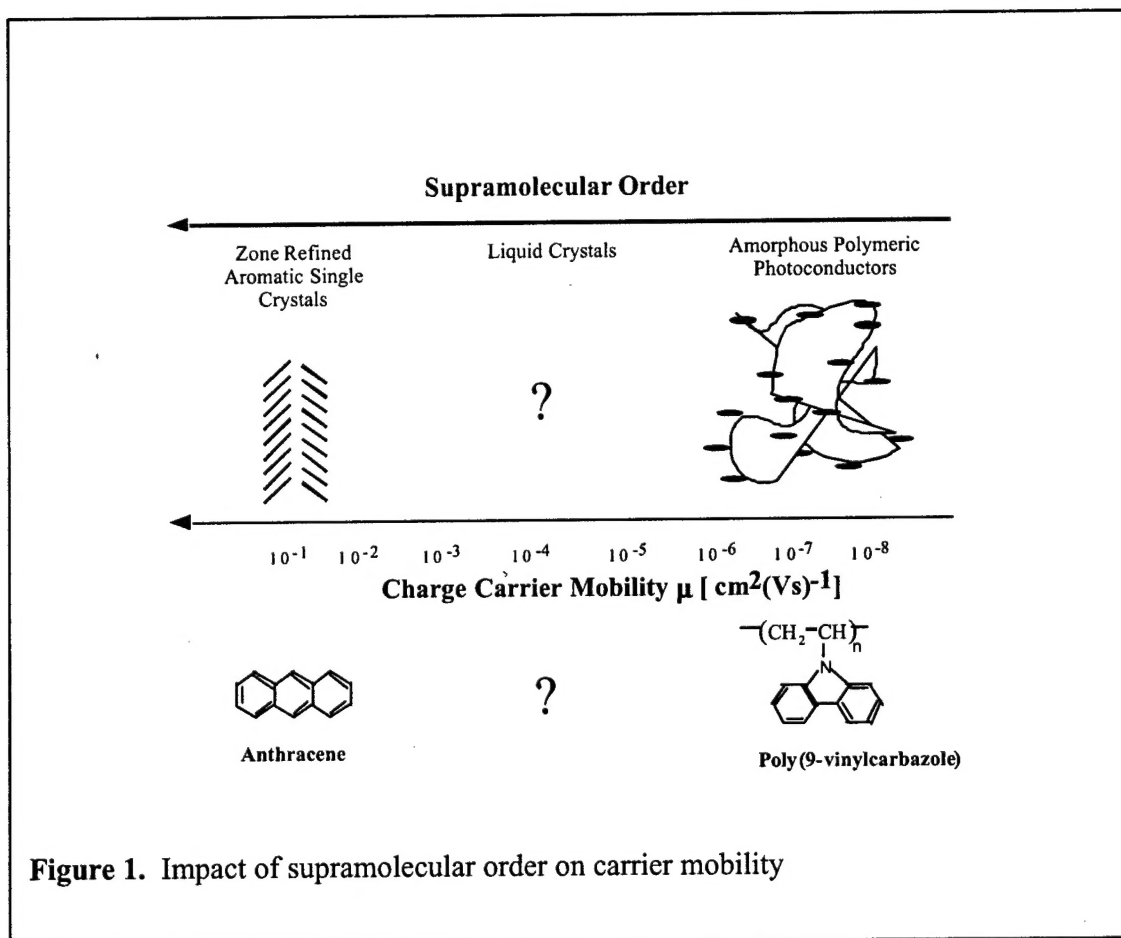 Supramolecular Order
Zone Refined
Aromatic Single
Crystals
Liquid Crystals
Amorphous Polymeric
Photoconductors
?
10⁻¹ 10⁻² 10⁻³ 10⁻⁴ 10⁻⁵ 10⁻⁶ 10⁻⁷ 10⁻⁸
Charge Carrier Mobility μ [ cm²(Vs)⁻¹]
?
—(CH₂−CH)—n
N
Anthracene
Poly(9-vinylcarbazole)
Figure 1. Impact of supramolecular order on carrier mobility